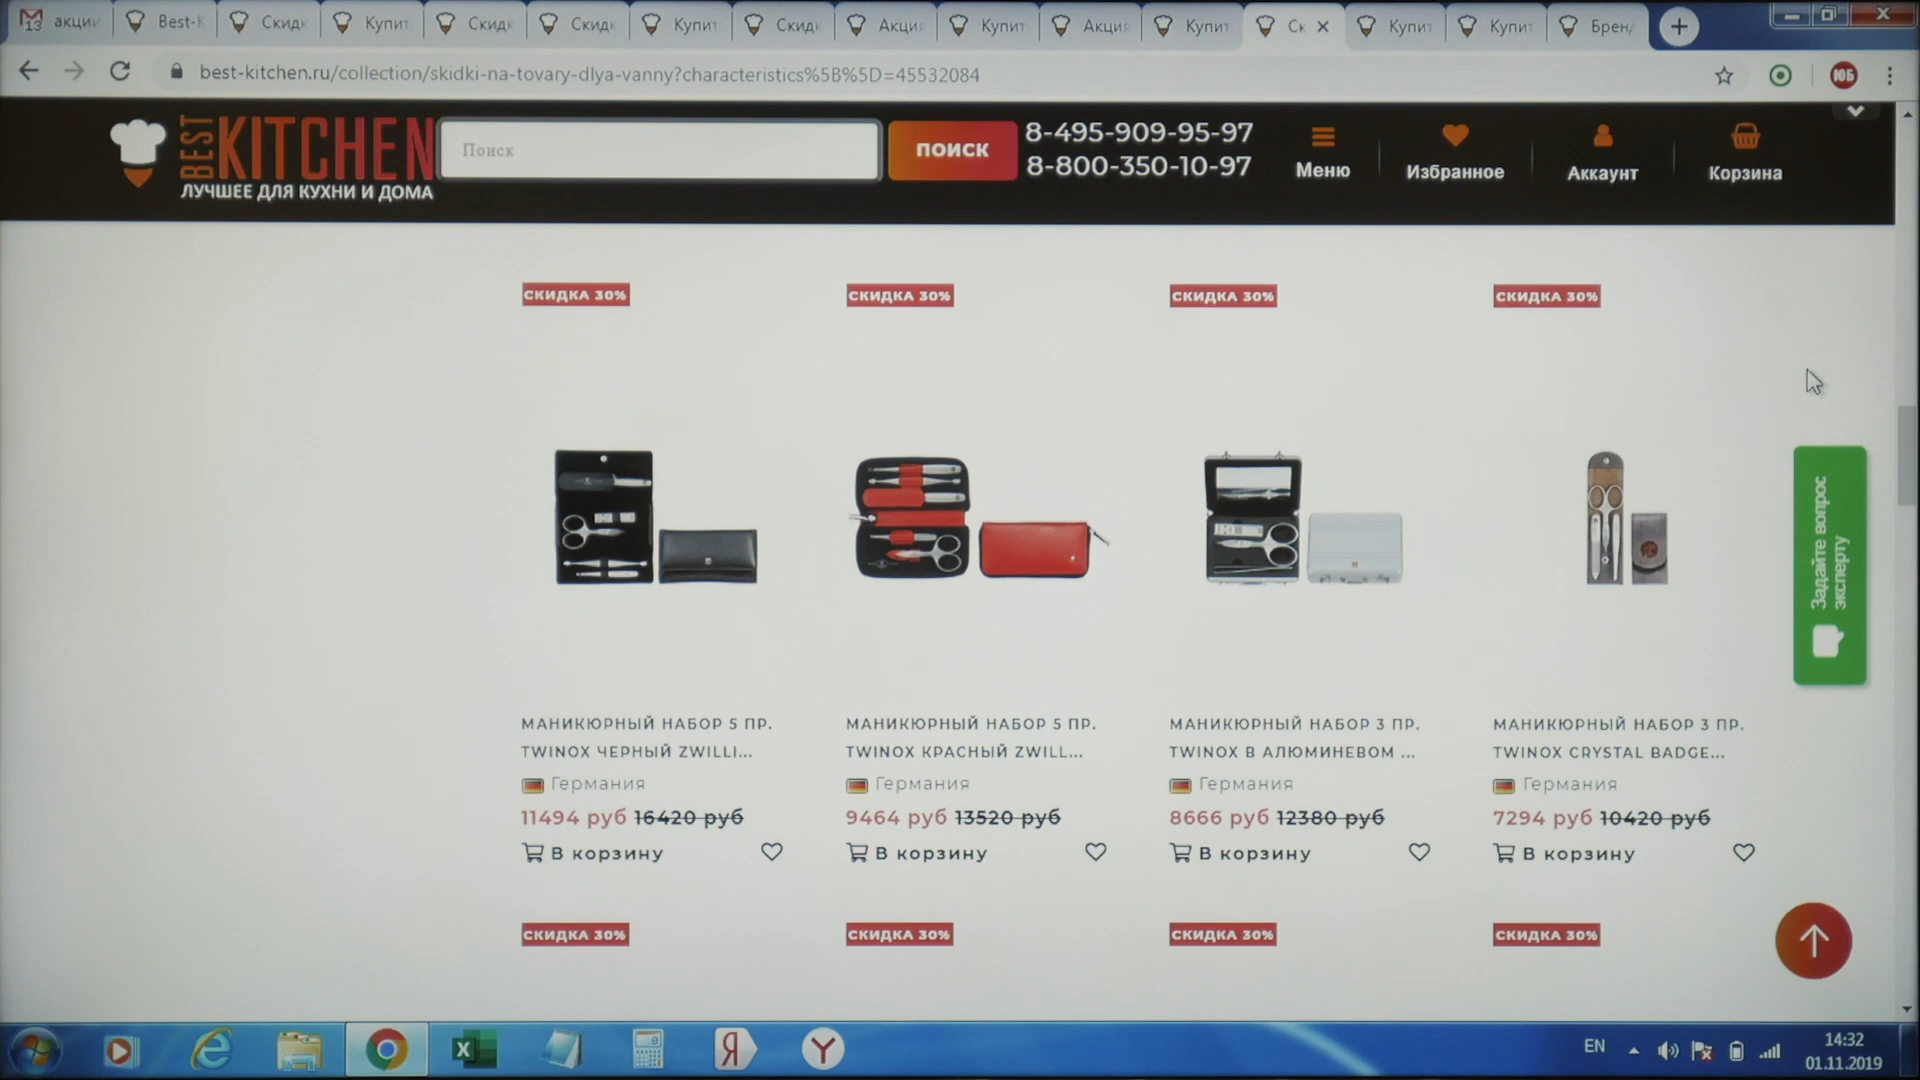 13 акции
Best-K
Скидк
Купит
Скидк
Скидк
Купит
Скидк
Акция
Купит
Акция
Купит
Ск
Купит
Купит
Бренд
best-kitchen.ru/collection/skidki-na-tovary-dlya-vanny?characteristics%5B%5D=45532084
ЮБ
BEST KITCHEN
ЛУЧШЕЕ ДЛЯ КУХНИ И ДОМА
Поиск
ПОИСК
8-495-909-95-97
8-800-350-10-97
Меню
Избранное
Аккаунт
Корзина
СКИДКА 30% СКИДКА 30% СКИДКА 30% СКИДКА 30%
Задайте вопрос
эксперту
МАНИКЮРНЫЙ НАБОР 5 ПР.
TWINOX ЧЕРНЫЙ ZWILLI...
Германия
11494 руб 16420 руб
В корзину
МАНИКЮРНЫЙ НАБОР 5 ПР.
TWINOX КРАСНЫЙ ZWILL...
Германия
9464 руб 13520 руб
В корзину
МАНИКЮРНЫЙ НАБОР 3 ПР.
TWINOX В АЛЮМИНЕВОМ ...
Германия
8666 руб 12380 руб
В корзину
МАНИКЮРНЫЙ НАБОР 3 ПР.
TWINOX CRYSTAL BADGE...
Германия
7294 руб 10420 руб
В корзину
СКИДКА 30% СКИДКА 30% СКИДКА 30% СКИДКА 30%
EN
14:32
01.11.2019